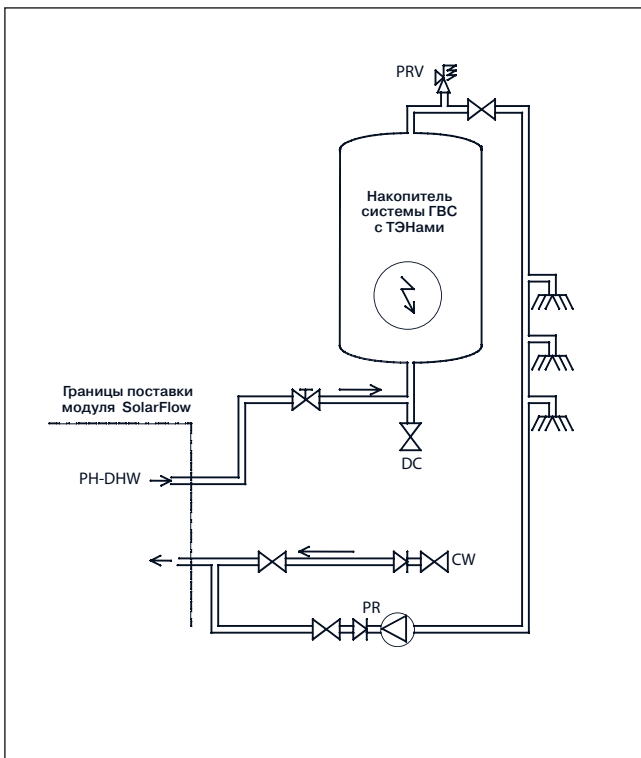 PRV
Накопитель
системы ГВС
с ТЭНами
Границы поставки
модуля SolarFlow
PH-DHW
DC
CW
PR